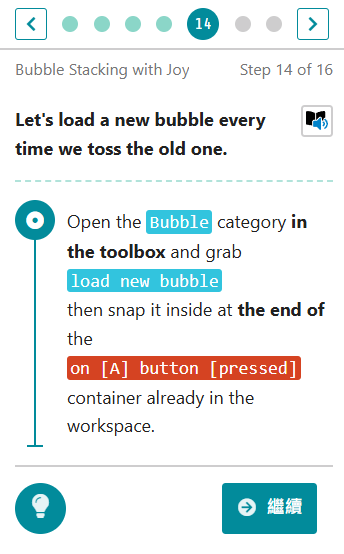 14
Bubble Stacking with Joy Step 14 of 16
Let's load a new bubble every
time we toss the old one.
Open the Bubble category in
the toolbox and grab
load new bubble
then snap it inside at the end of
the
on [A] button [pressed]
container already in the
workspace.
繼續